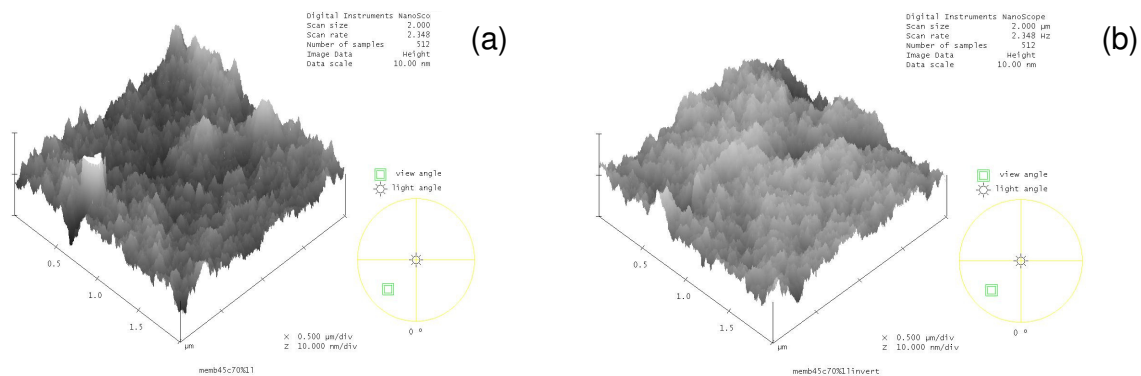 Digital Instruments NanoSco
Scan size 2.000
Scan rate 2.348
Number of samples 512
Image Data Height
Data scale 10.00 nm
(a)
view angle
light angle
0.5
1.0
1.5
µm
0 º
X 0.500 µm/div
Z 10.000 nm/div
memb45c70%1l
Digital Instruments NanoScope
Scan size 2.000 µm
Scan rate 2.348 Hz
Number of samples 512
Image Data Height
Data scale 10.00 nm
(b)
view angle
light angle
0.5
1.0
1.5
µm
0 º
X 0.500 µm/div
Z 10.000 nm/div
memb45c70%1linvert